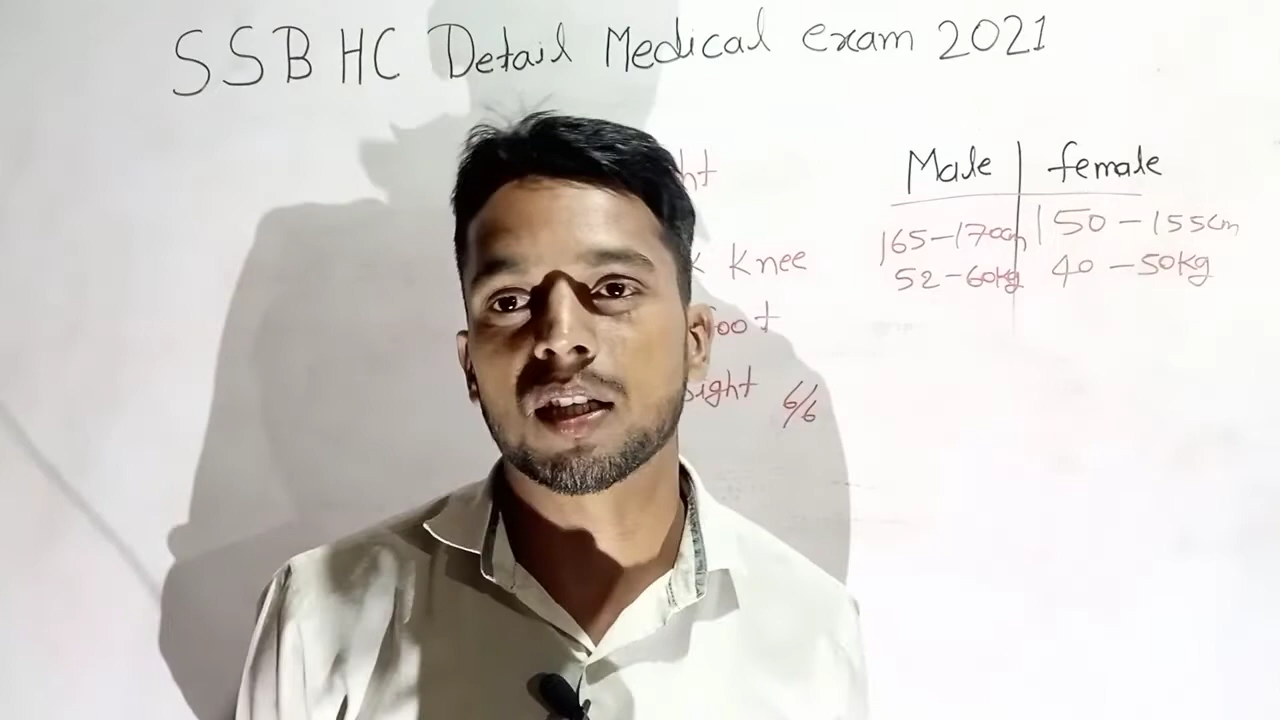 SSB HC Detail Medical exam 2021
Male female
165-170cm 150-155cm
Knee 52-60kg 40-50kg
6/6